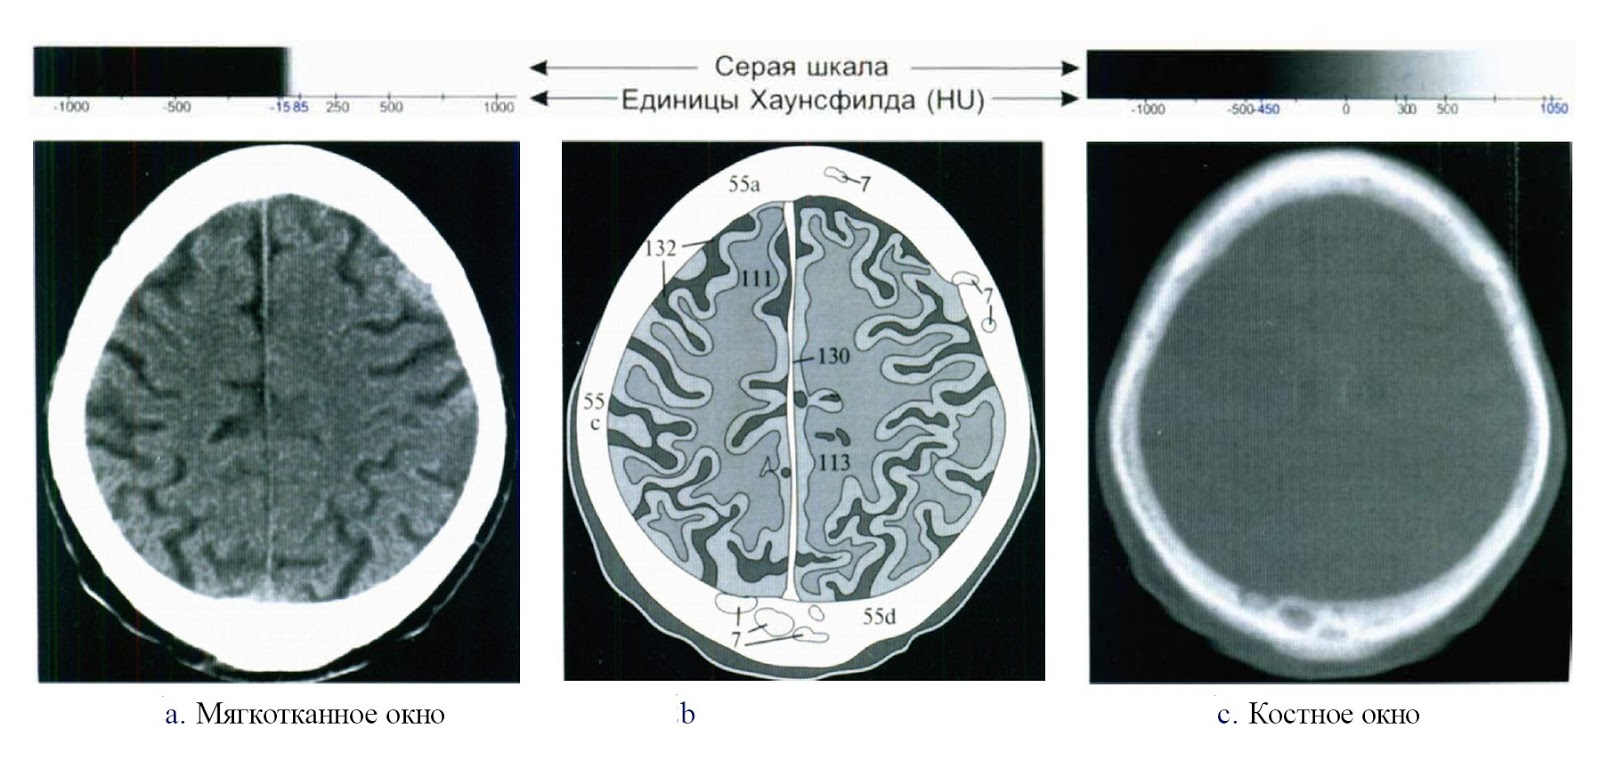 Серая шкала
Единицы Хаунсфилда (HU)
-1000 -500 -15 85 250 500 1000
-1000 -500 -450 0 300 500 1050
55a
7
132
111
7
130
55
c
113
7
55d
a. Мягкотканное окно
b
c. Костное окно